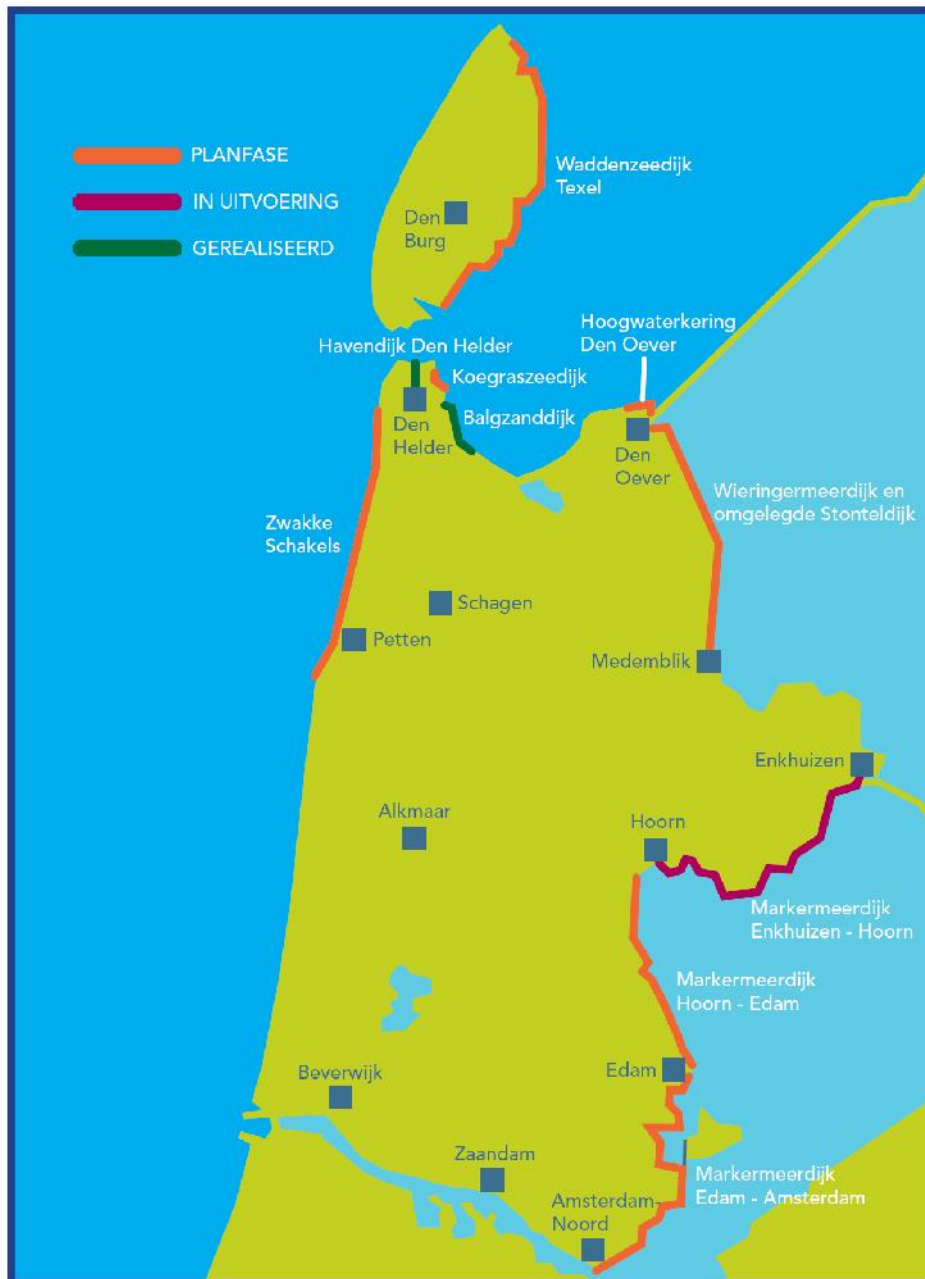 PLANFASE
IN UITVOERING
GEREALISEERD
Waddenzeedijk
Texel
Den
Burg
Hoogwaterkering
Den Oever
Havendijk Den Helder
Koegraszeedijk
Balgzanddijk
Den
Helder
Den
Oever
Wieringermeerdijk en
omgelegde Stonteldijk
Zwakke
Schakels
Schagen
Petten
Medemblik
Enkhuizen
Alkmaar
Hoorn
Markermeerdijk
Enkhuizen - Hoorn
Markermeerdijk
Hoorn - Edam
Edam
Beverwijk
Zaandam
Markermeerdijk
Edam - Amsterdam
Amsterdam-
Noord